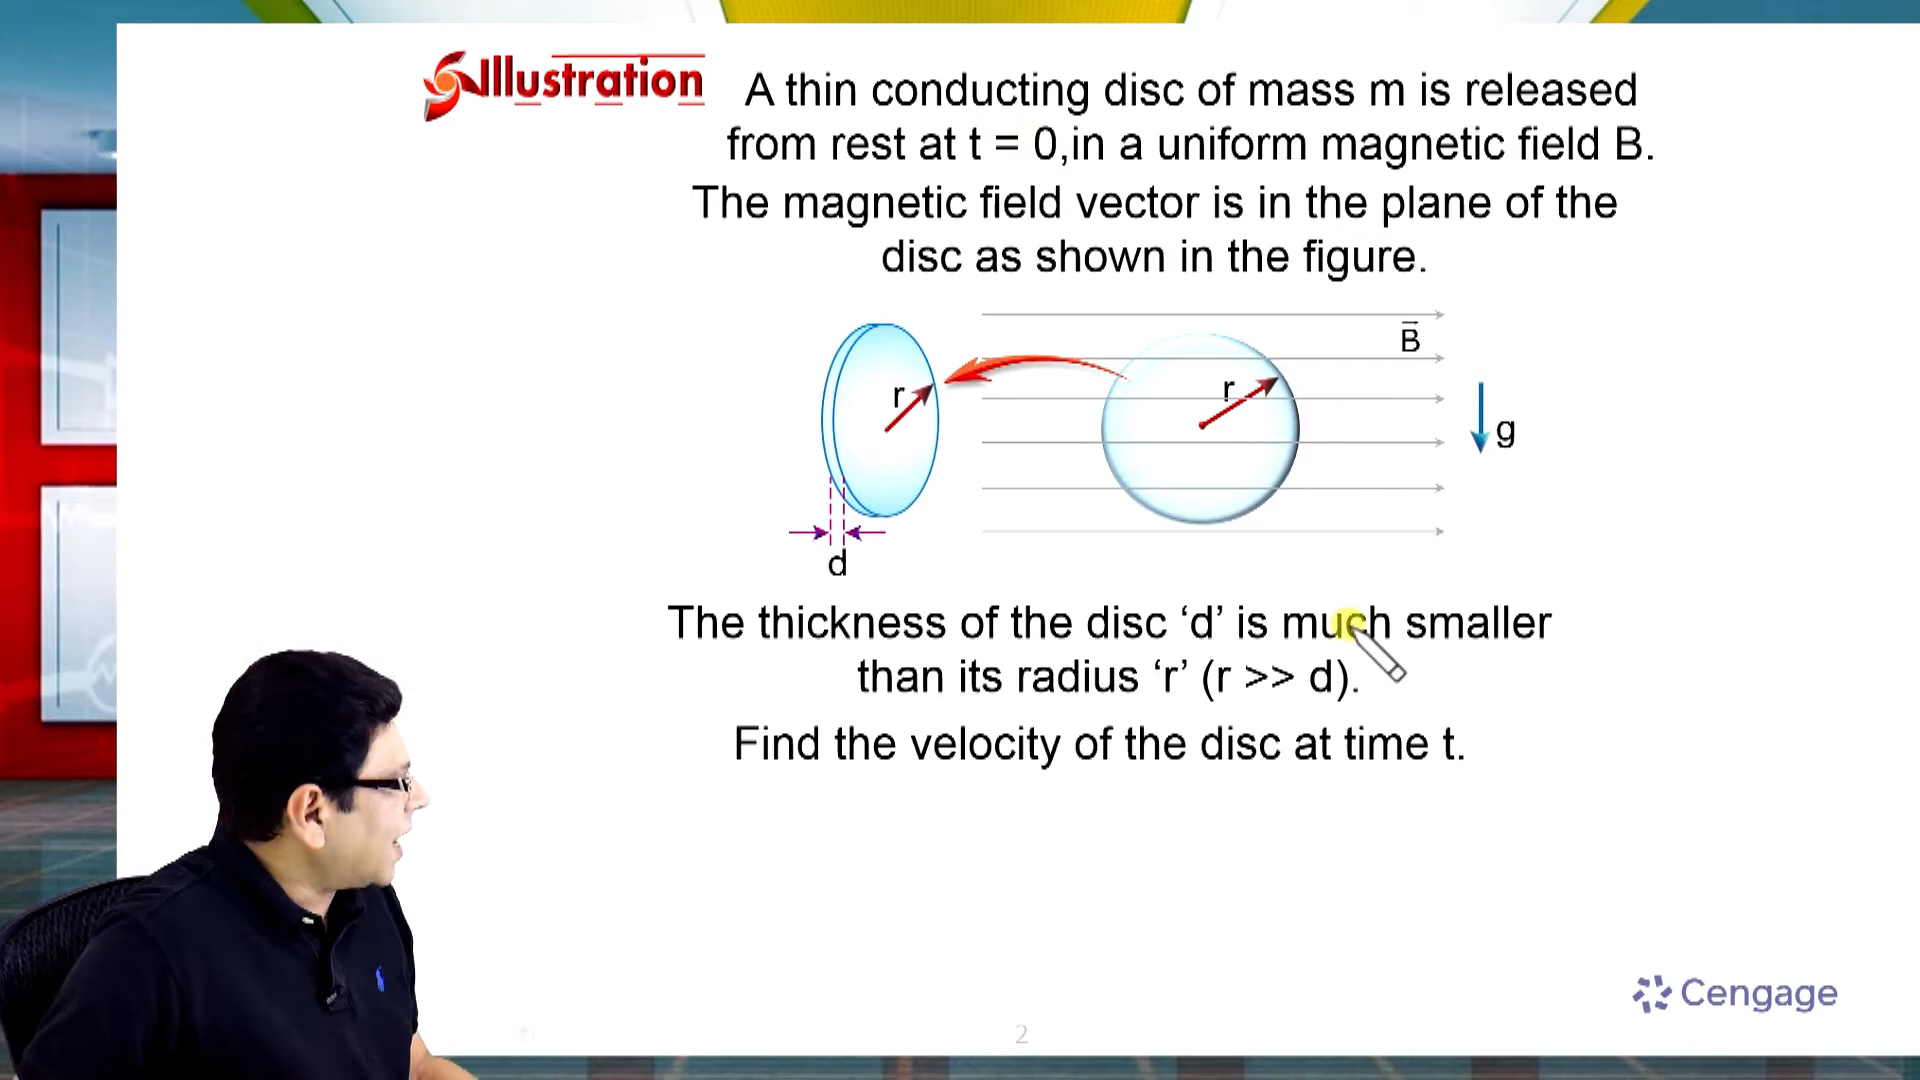 Illustration
A thin conducting disc of mass m is released
from rest at t = 0,in a uniform magnetic field B.
The magnetic field vector is in the plane of the
disc as shown in the figure.
B
r
r
g
d
The thickness of the disc ‘d’ is much smaller
than its radius ‘r’ (r >> d).
Find the velocity of the disc at time t.
Cengage
2